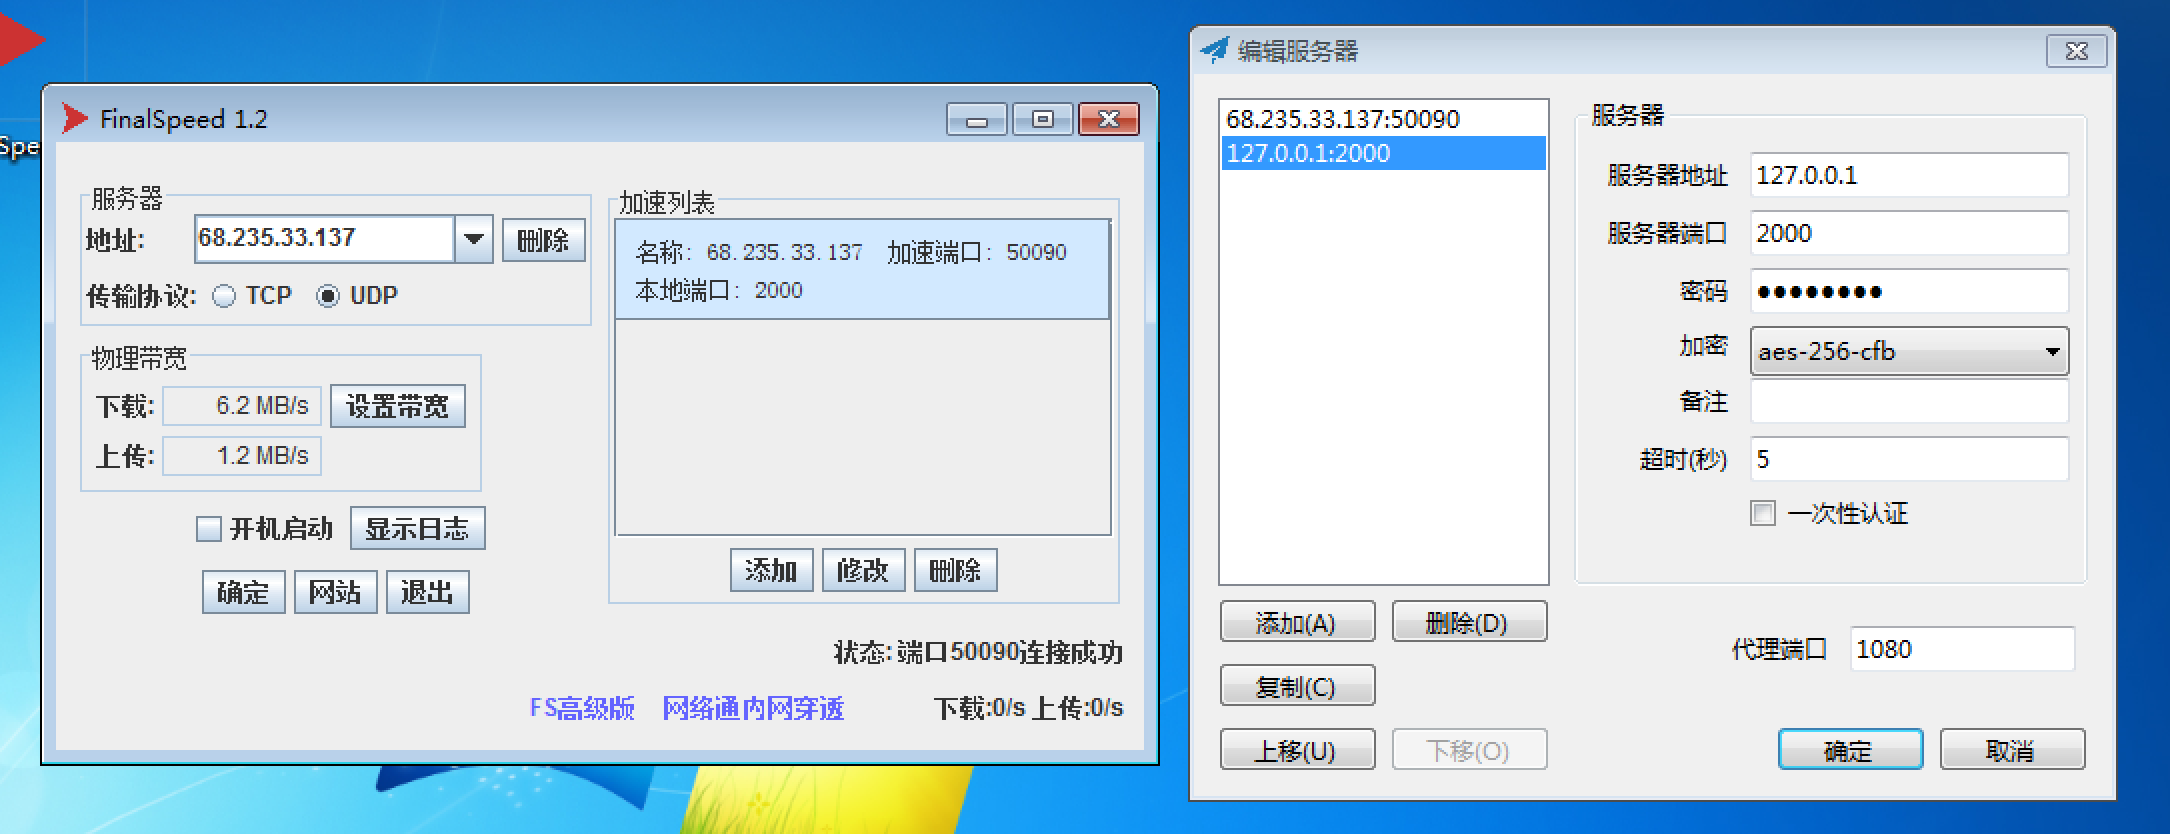 Spe
FinalSpeed 1.2
服务器
地址:
68.235.33.137
删除
传输协议:
TCP
UDP
物理带宽
下载:
6.2 MB/s
设置带宽
上传:
1.2 MB/s
开机启动
显示日志
确定
网站
退出
加速列表
名称: 68.235.33.137 加速端口: 50090
本地端口: 2000
添加
修改
删除
状态:端口50090连接成功
FS高级版
网络通内网穿透
下载:0/s 上传:0/s
编辑服务器
68.235.33.137:50090
127.0.0.1:2000
服务器
服务器地址
127.0.0.1
服务器端口
2000
密码
●●●●●●●●
加密
aes-256-cfb
备注
超时(秒)
5
一次性认证
添加(A)
删除(D)
复制(C)
上移(U)
下移(O)
代理端口
1080
确定
取消